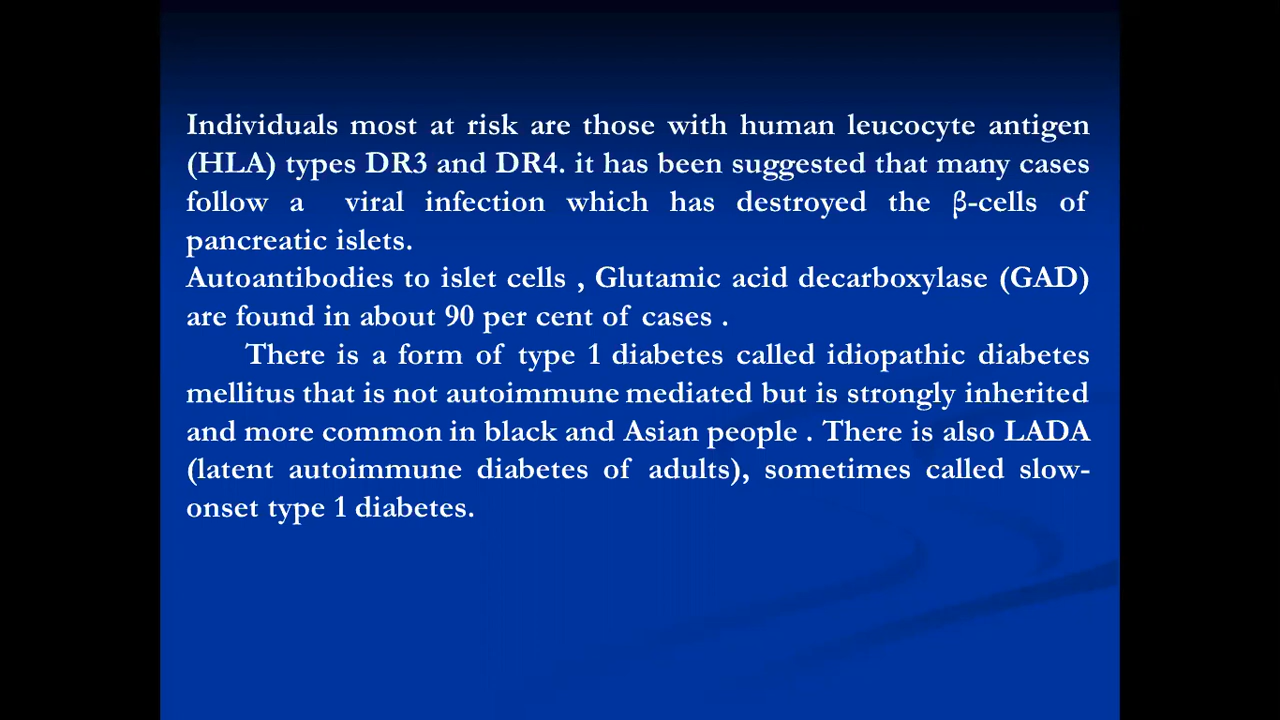 Individuals most at risk are those with human leucocyte antigen
(HLA) types DR3 and DR4. it has been suggested that many cases
follow a viral infection which has destroyed the β-cells of
pancreatic islets.
Autoantibodies to islet cells , Glutamic acid decarboxylase (GAD)
are found in about 90 per cent of cases .
There is a form of type 1 diabetes called idiopathic diabetes
mellitus that is not autoimmune mediated but is strongly inherited
and more common in black and Asian people . There is also LADA
(latent autoimmune diabetes of adults), sometimes called slow-
onset type 1 diabetes.